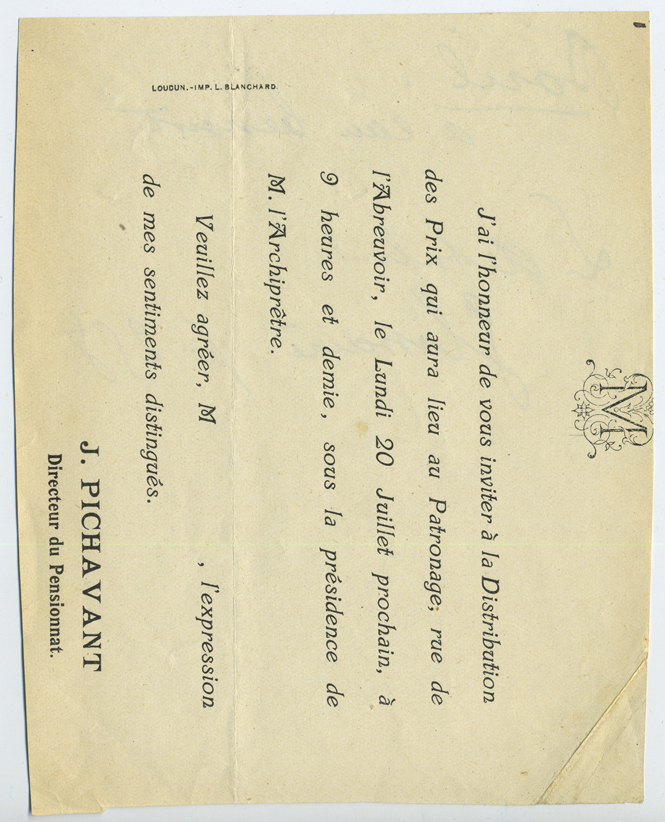 M
J'ai l'honneur de vous inviter à la Distribution
des Prix qui aura lieu au Patronage; rue de
l'Abreuvoir, le Lundi 20 Juillet prochain, à
9 heures et demie, sous la présidence de
M. l'Archiprêtre.
Veuillez agréer, M , l'expression
de mes sentiments distingués.
J. PICHAVANT
Directeur du Pensionnat.
LOUDUN.-IMP. L. BLANCHARD.